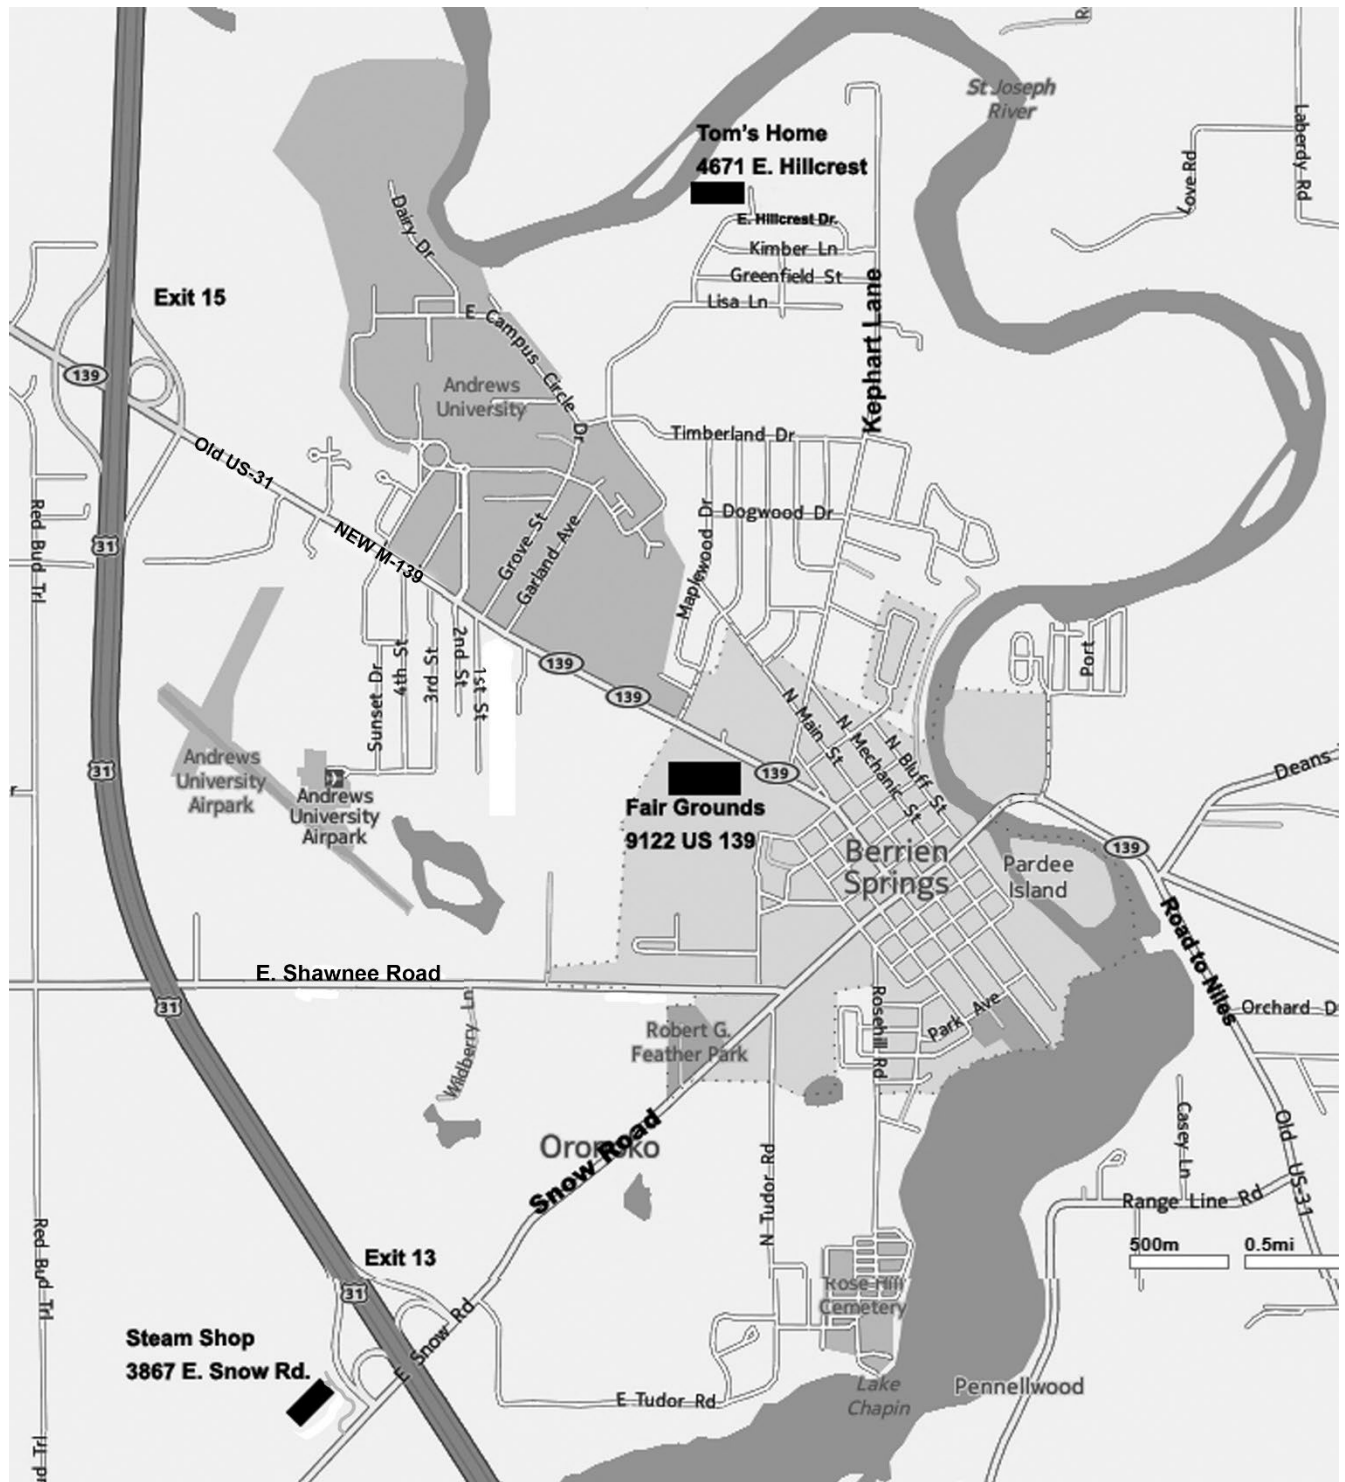 R
St Joseph
River
Laberdy Rd
Love Rd
Tom's Home
4671 E. Hillcrest
E. Hillcrest Dr.
Kimber Ln
Greenfield St
Lisa Ln
Kephart Lane
Dairy Dr
Exit 15
E Campus Circle Dr
139
Andrews
University
Timberland Dr
Old US-31
NEW M-139
Red Bud Trl
31
Dogwood Dr
Maplewood Dr
Grove St
Garland Ave
Sunset Dr
4th St
3rd St
2nd St
1st St
139
139
Port
31
Andrews
University
Airpark
Andrews
University
Airpark
N Main St
N Mechanic St
N Bluff St
139
Fair Grounds
9122 US 139
Deans
r
Berrien
Springs
Pardee
Island
139
Road to Niles
E. Shawnee Road
31
Wildberry Ln
Robert G.
Feather Park
Rosehill Rd
Park Ave
Orchard D
Oronoko
Snow Road
N Tudor Rd
Casey Ln
Old US-31
Range Line Rd
500m
0.5mi
Red Bud Trl
Exit 13
31
Rose Hill
Cemetery
E Snow Rd
Steam Shop
3867 E. Snow Rd.
E Tudor Rd
Lake
Chapin
Pennellwood
d Trl